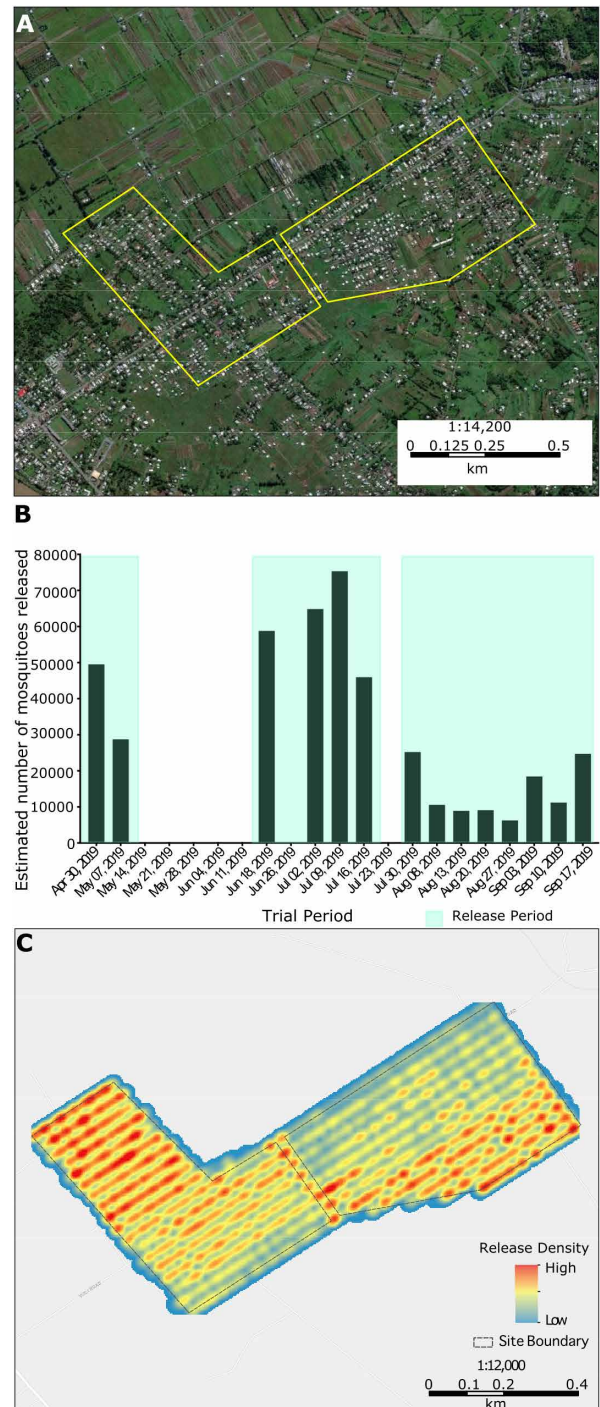 A
1:14,200
0 0.125 0.25 0.5
km
B
Estimated number of mosquitoes released
80000
70000
60000
50000
40000
30000
20000
10000
0
Apr 30, 2019
May 07, 2019
May 14, 2019
May 21, 2019
May 28, 2019
Jun 04, 2019
Jun 11, 2019
Jun 18, 2019
Jun 26, 2019
Jul 02, 2019
Jul 09, 2019
Jul 16, 2019
Jul 23, 2019
Jul 30, 2019
Aug 08, 2019
Aug 13, 2019
Aug 20, 2019
Aug 27, 2019
Sep 03, 2019
Sep 10, 2019
Sep 17, 2019
Trial Period
Release Period
C
Release Density
High
Low
Site Boundary
1:12,000
0 0.1 0.2 0.4
km